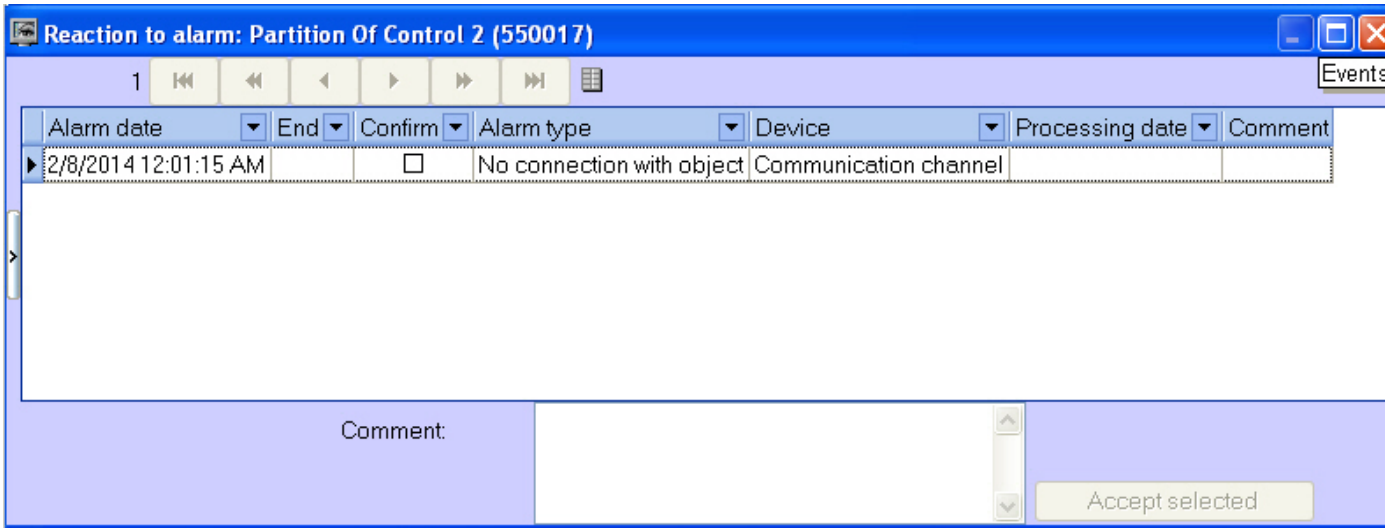 Reaction to alarm: Partition Of Control 2 (550017)
1
Events
Alarm date End Confirm Alarm type Device Processing date Comment
2/8/2014 12:01:15 AM No connection with object Communication channel
Comment:
Accept selected